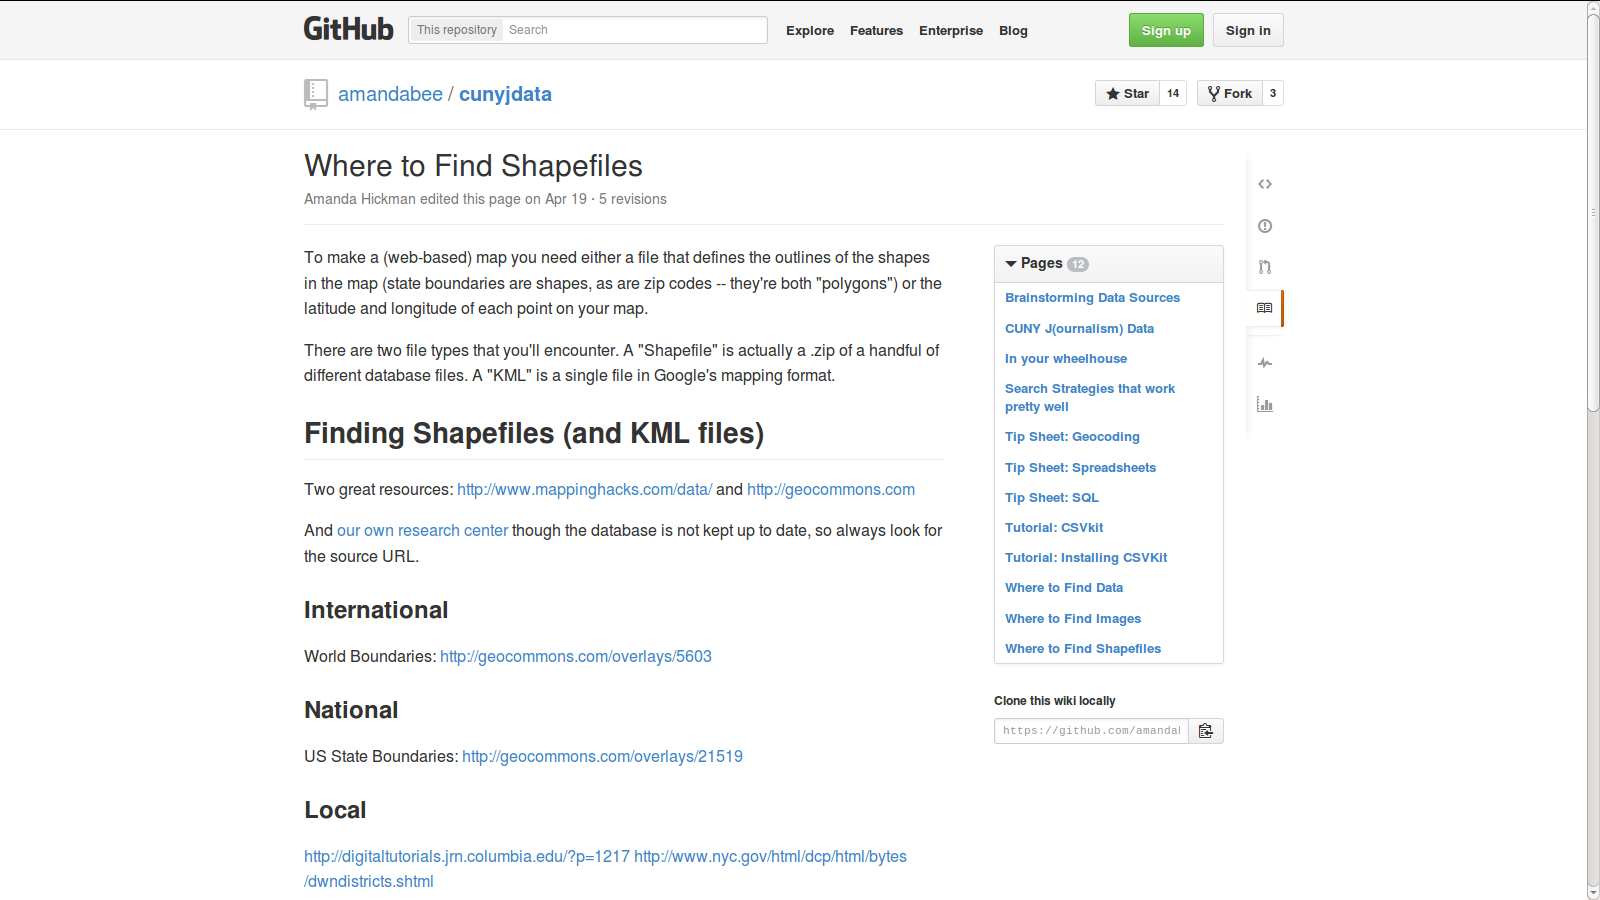 GitHub This repository Search Explore Features Enterprise Blog Sign up Sign in
amandabee / cunyjdata Star 14 Fork 3
Where to Find Shapefiles
Amanda Hickman edited this page on Apr 19 · 5 revisions
To make a (web-based) map you need either a file that defines the outlines of the shapes
in the map (state boundaries are shapes, as are zip codes -- they're both "polygons") or the
latitude and longitude of each point on your map.
There are two file types that you'll encounter. A "Shapefile" is actually a .zip of a handful of
different database files. A "KML" is a single file in Google's mapping format.
Finding Shapefiles (and KML files)
Two great resources: http://www.mappinghacks.com/data/ and http://geocommons.com
And our own research center though the database is not kept up to date, so always look for
the source URL.
International
World Boundaries: http://geocommons.com/overlays/5603
National
US State Boundaries: http://geocommons.com/overlays/21519
Local
http://digitaltutorials.jrn.columbia.edu/?p=1217 http://www.nyc.gov/html/dcp/html/bytes
/dwndistricts.shtml
Pages 12
Brainstorming Data Sources
CUNY J(ournalism) Data
In your wheelhouse
Search Strategies that work
pretty well
Tip Sheet: Geocoding
Tip Sheet: Spreadsheets
Tip Sheet: SQL
Tutorial: CSVkit
Tutorial: Installing CSVKit
Where to Find Data
Where to Find Images
Where to Find Shapefiles
Clone this wiki locally
https://github.com/amandal